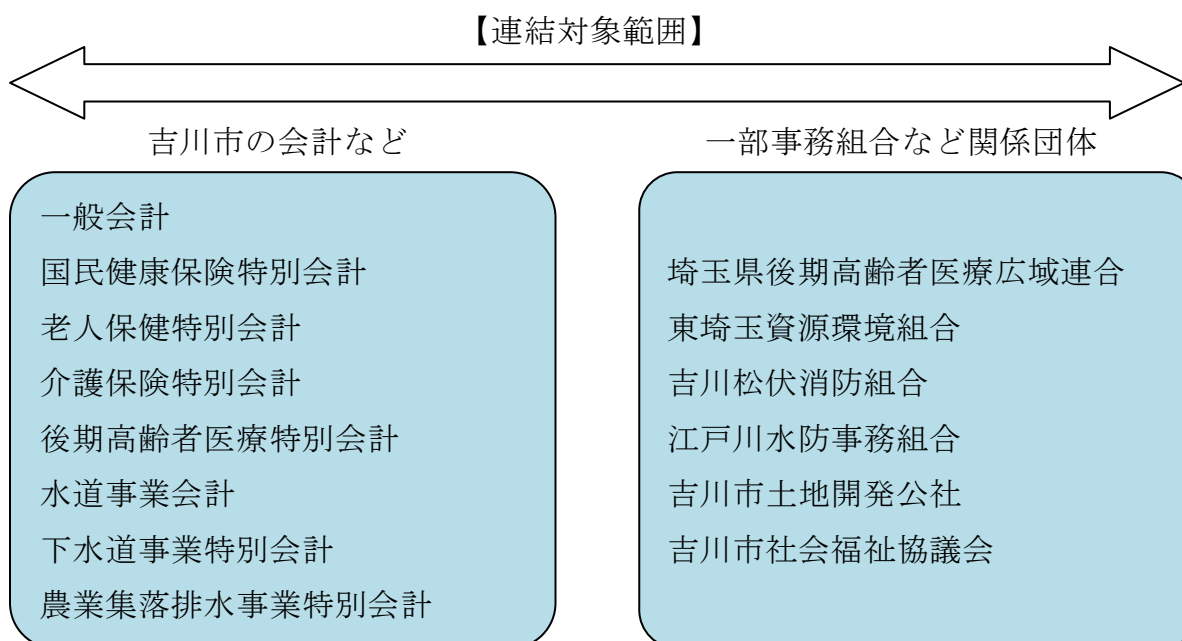 【連結対象範囲】
吉川市の会計など
一般会計
国民健康保険特別会計
老人保健特別会計
介護保険特別会計
後期高齢者医療特別会計
水道事業会計
下水道事業特別会計
農業集落排水事業特別会計
一部事務組合など関係団体
埼玉県後期高齢者医療広域連合
東埼玉資源環境組合
吉川松伏消防組合
江戸川水防事務組合
吉川市土地開発公社
吉川市社会福祉協議会